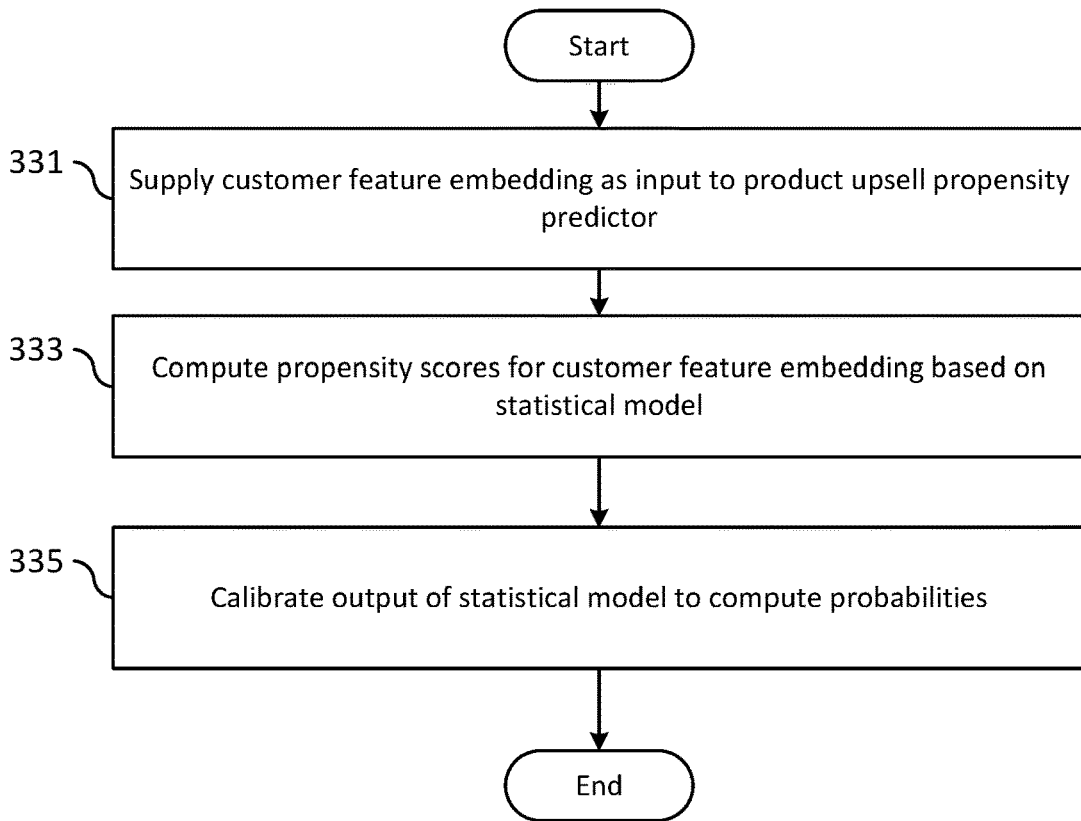 Start
331
Supply customer feature embedding as input to product upsell propensity
predictor
333
Compute propensity scores for customer feature embedding based on
statistical model
335
Calibrate output of statistical model to compute probabilities
End